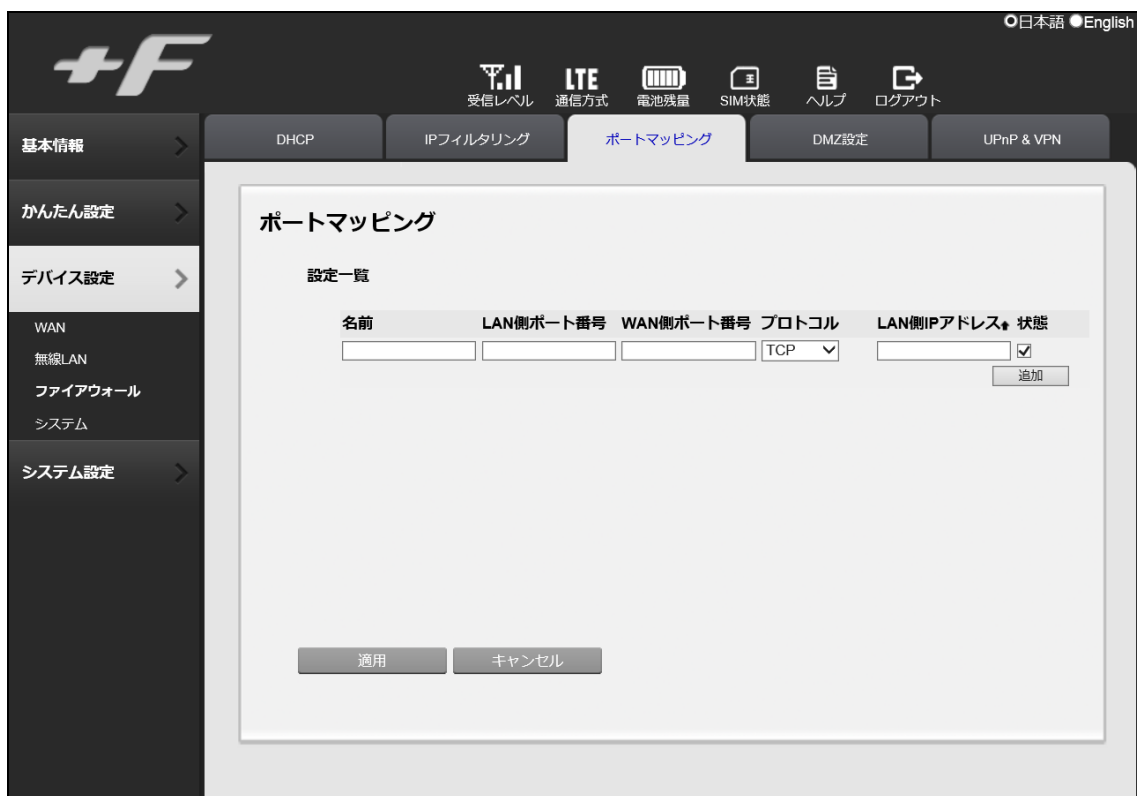 日本語 English
+F
受信レベル LTE 通信方式 電池残量 SIM状態 ヘルプ ログアウト
DHCP IPフィルタリング ポートマッピング DMZ設定 UPnP & VPN
基本情報
かんたん設定
デバイス設定
WAN
無線LAN
ファイアウォール
システム
システム設定
ポートマッピング
設定一覧
名前 LAN側ポート番号 WAN側ポート番号 プロトコル LAN側IPアドレス 状態
TCP
追加
適用 キャンセル